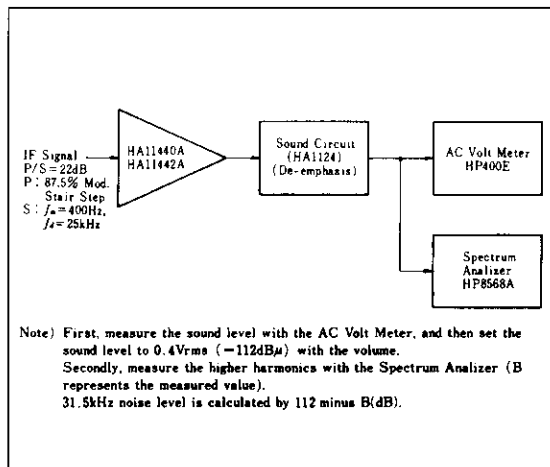 HA11440A
HA11442A
Sound Circuit
(HA1124)
(De-emphasis)
AC Volt Meter
HP400E
IF Signal
P/S=22dB
P: 87.5% Mod.
Stair Step
S: fm=400Hz,
fd=25kHz
Spectrum
Analizer
HP8568A
Note) First, measure the sound level with the AC Volt Meter, and then set the
sound level to 0.4Vrms (−112dBμ) with the volume.
Secondly, measure the higher harmonics with the Spectrum Analizer (B
represents the measured value).
31.5kHz noise level is calculated by 112 minus B(dB).